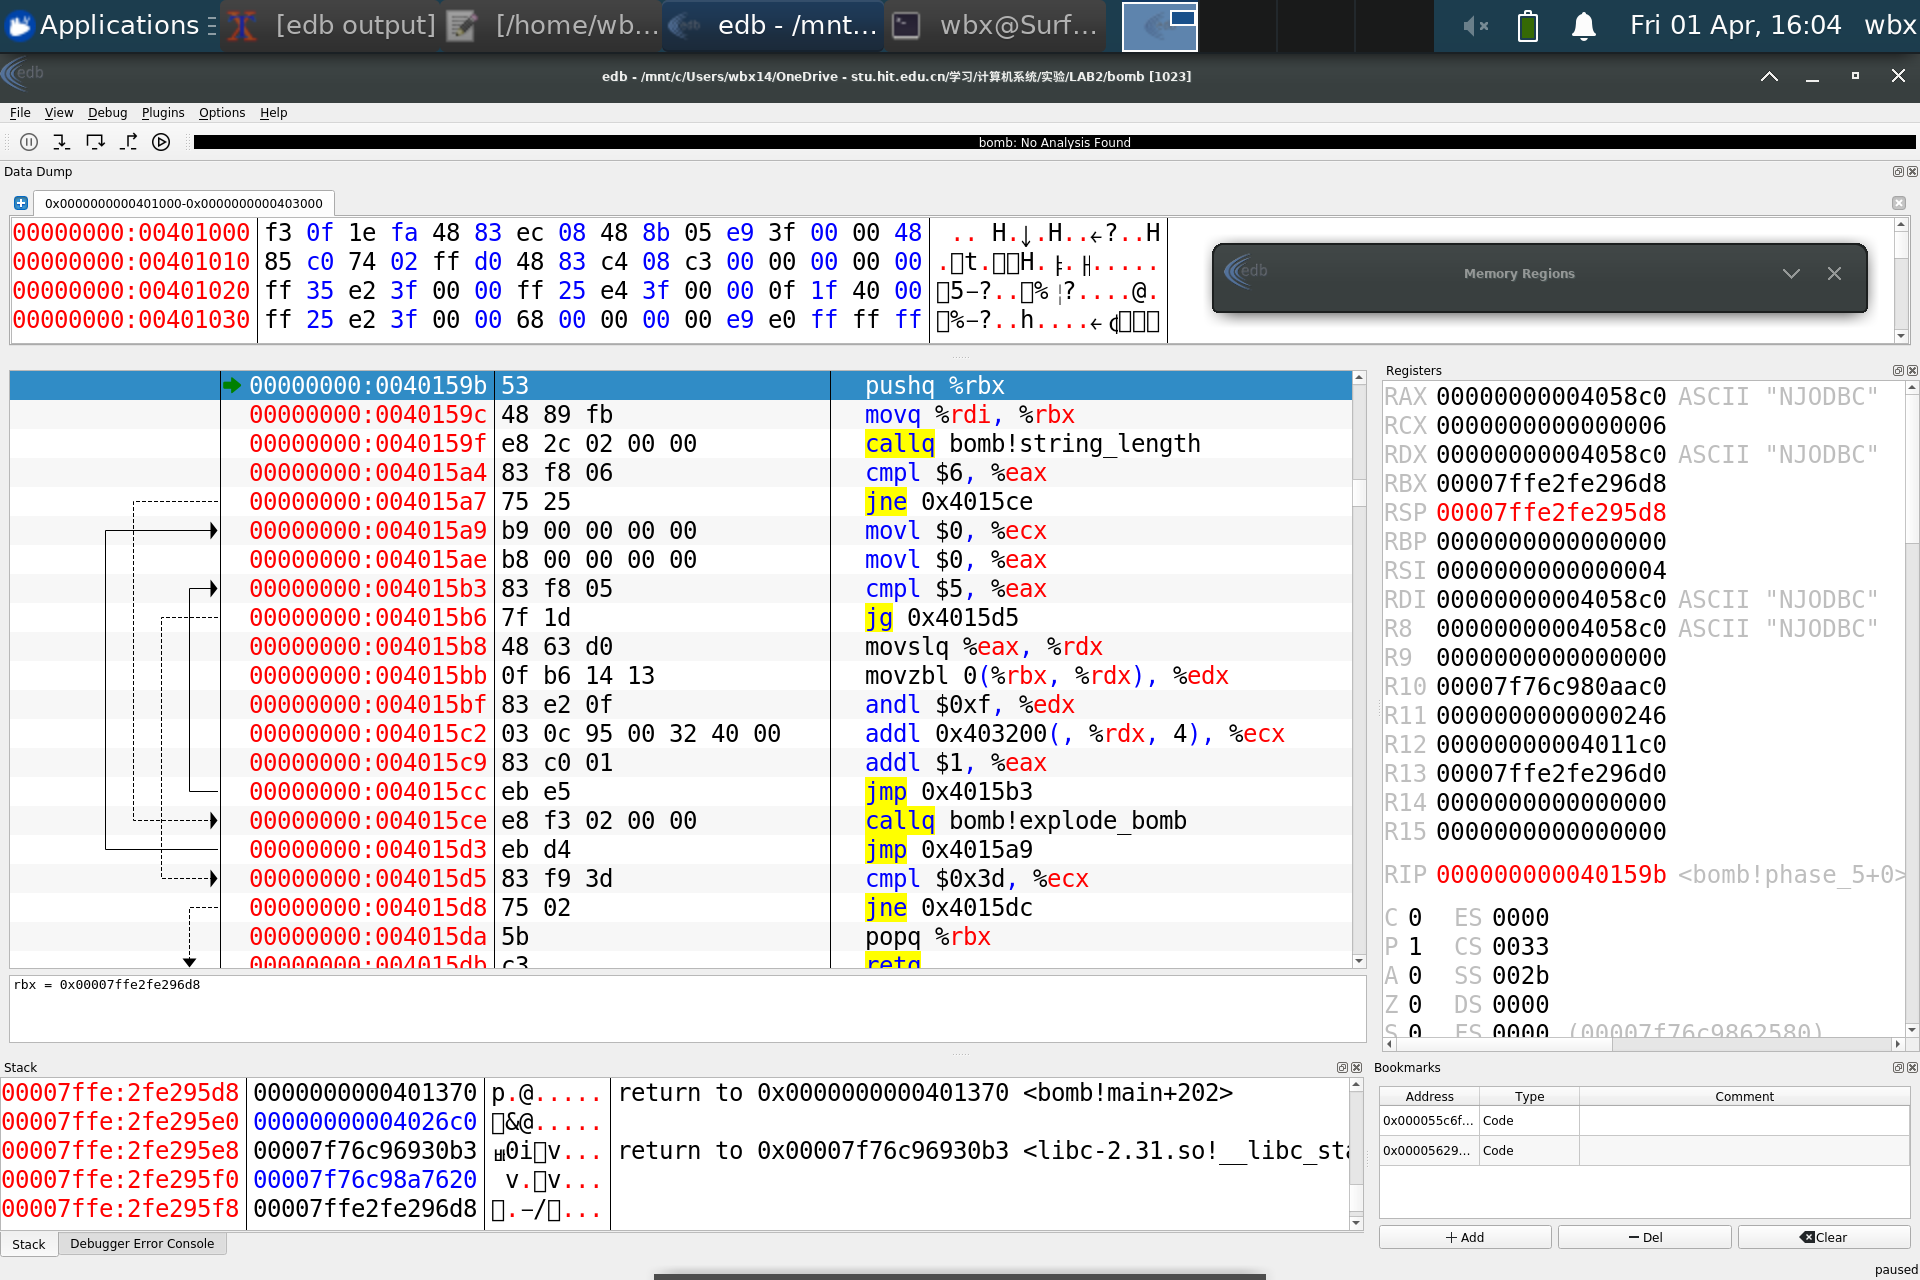 Applications [edb output] [/home/wb... edb - /mnt... wbx@Surf... Fri 01 Apr, 16:04 wbx
edb
edb - /mnt/c/Users/wbx14/OneDrive - stu.hit.edu.cn/学习/计算机系统/实验/LAB2/bomb [1023]
File View Debug Plugins Options Help
bomb: No Analysis Found
Data Dump
0x0000000000401000-0x0000000000403000
00000000:00401000 f3 0f 1e fa 48 83 ec 08 48 8b 05 e9 3f 00 00 48
00000000:00401010 85 c0 74 02 ff d0 48 83 c4 08 c3 00 00 00 00 00
00000000:00401020 ff 35 e2 3f 00 00 ff 25 e4 3f 00 00 0f 1f 40 00
00000000:00401030 ff 25 e2 3f 00 00 68 00 00 00 00 e9 e0 ff ff ff
edb Memory Regions
00000000:0040159b 53 pushq %rbx
00000000:0040159c 48 89 fb movq %rdi, %rbx
00000000:0040159f e8 2c 02 00 00 callq bomb!string_length
00000000:004015a4 83 f8 06 cmpl $6, %eax
00000000:004015a7 75 25 jne 0x4015ce
00000000:004015a9 b9 00 00 00 00 movl $0, %ecx
00000000:004015ae b8 00 00 00 00 movl $0, %eax
00000000:004015b3 83 f8 05 cmpl $5, %eax
00000000:004015b6 7f 1d jg 0x4015d5
00000000:004015b8 48 63 d0 movslq %eax, %rdx
00000000:004015bb 0f b6 14 13 movzbl 0(%rbx, %rdx), %edx
00000000:004015bf 83 e2 0f andl $0xf, %edx
00000000:004015c2 03 0c 95 00 32 40 00 addl 0x403200(, %rdx, 4), %ecx
00000000:004015c9 83 c0 01 addl $1, %eax
00000000:004015cc eb e5 jmp 0x4015b3
00000000:004015ce e8 f3 02 00 00 callq bomb!explode_bomb
00000000:004015d3 eb d4 jmp 0x4015a9
00000000:004015d5 83 f9 3d cmpl $0x3d, %ecx
00000000:004015d8 75 02 jne 0x4015dc
00000000:004015da 5b popq %rbx
00000000:004015db c3 retq
rbx = 0x00007ffe2fe296d8
Registers
RAX 00000000004058c0 ASCII "NJODBC"
RCX 0000000000000006
RDX 00000000004058c0 ASCII "NJODBC"
RBX 00007ffe2fe296d8
RSP 00007ffe2fe295d8
RBP 0000000000000000
RSI 0000000000000004
RDI 00000000004058c0 ASCII "NJODBC"
R8 00000000004058c0 ASCII "NJODBC"
R9 0000000000000000
R10 00007f76c980aac0
R11 0000000000000246
R12 00000000004011c0
R13 00007ffe2fe296d0
R14 0000000000000000
R15 0000000000000000
RIP 000000000040159b <bomb!phase_5+0>
C 0 ES 0000
P 1 CS 0033
A 0 SS 002b
Z 0 DS 0000
S 0 FS 0000 (00007f76c9862580)
Stack
00007ffe:2fe295d8 0000000000401370 p.@..... return to 0x0000000000401370 <bomb!main+202>
00007ffe:2fe295e0 00000000004026c0 &@.....
00007ffe:2fe295e8 00007f76c96930b3 return to 0x00007f76c96930b3 <libc-2.31.so!__libc_sta
00007ffe:2fe295f0 00007f76c98a7620
00007ffe:2fe295f8 00007ffe2fe296d8
Stack Debugger Error Console
Bookmarks
Address Type Comment
0x000055c6f... Code
0x00005629... Code
Add Del Clear
paused